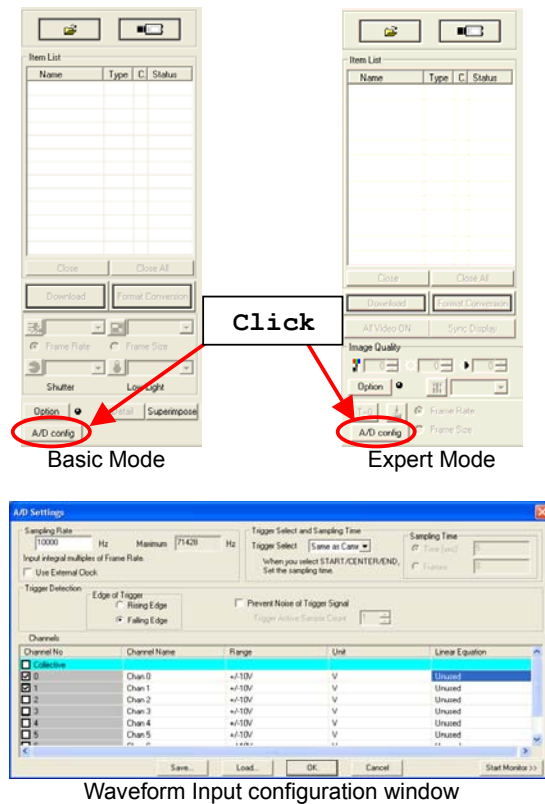 Item List
Name Type C. Status
Close Close All
Download Format Conversion
Frame Rate Frame Size
Shutter Low Light
Option Detail Superimpose
A/D config
Basic Mode
Click
Item List
Name Type C. Status
Close Close All
Download Format Conversion
All Video ON Sync Display
Image Quality
0 0 0
Option
T=0 Frame Rate
A/D config Frame Size
Expert Mode
A/D Settings
Sampling Rate
10000 Hz Maximum 71428 Hz
Input integral multiples of Frame Rate.
Use External Clock
Trigger Select and Sampling Time
Trigger Select Same as Came
When you select START/CENTER/END,
Set the sampling time.
Sampling Time
Time [sec]
Frames
Trigger Detection
Edge of Trigger
Rising Edge
Falling Edge
Prevent Noise of Trigger Signal
Trigger Active Sample Count 1
Channels
Channel No Channel Name Range Unit Linear Equation
Collective
0 Chan 0 +/-10V V Unused
1 Chan 1 +/-10V V Unused
2 Chan 2 +/-10V V Unused
3 Chan 3 +/-10V V Unused
4 Chan 4 +/-10V V Unused
5 Chan 5 +/-10V V Unused
Save... Load... OK Cancel Start Monitor >>
Waveform Input configuration window